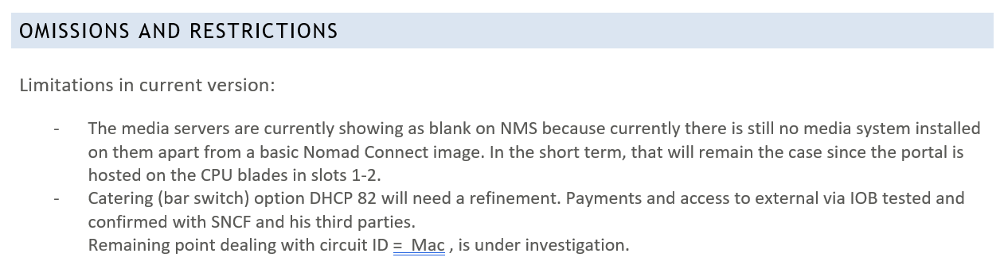 OMISSIONS AND RESTRICTIONS
Limitations in current version:
- The media servers are currently showing as blank on NMS because currently there is still no media system installed
on them apart from a basic Nomad Connect image. In the short term, that will remain the case since the portal is
hosted on the CPU blades in slots 1-2.
- Catering (bar switch) option DHCP 82 will need a refinement. Payments and access to external via IOB tested and
confirmed with SNCF and his third parties.
Remaining point dealing with circuit ID =  Mac , is under investigation.